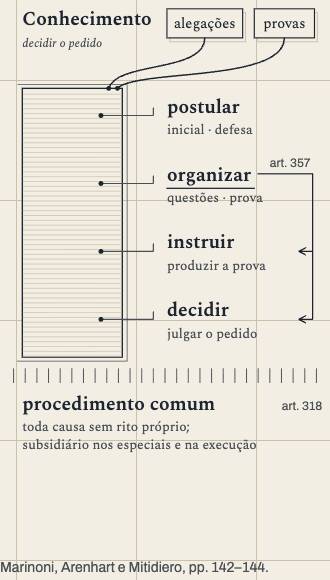 Conhecimento
decidir o pedido
alegações
provas
postular
inicial · defesa
art. 357
organizar
questões · prova
instruir
produzir a prova
decidir
julgar o pedido
procedimento comum
art. 318
toda causa sem rito próprio;
subsidiário nos especiais e na execução
Marinoni, Arenhart e Mitidiero, pp. 142–144.